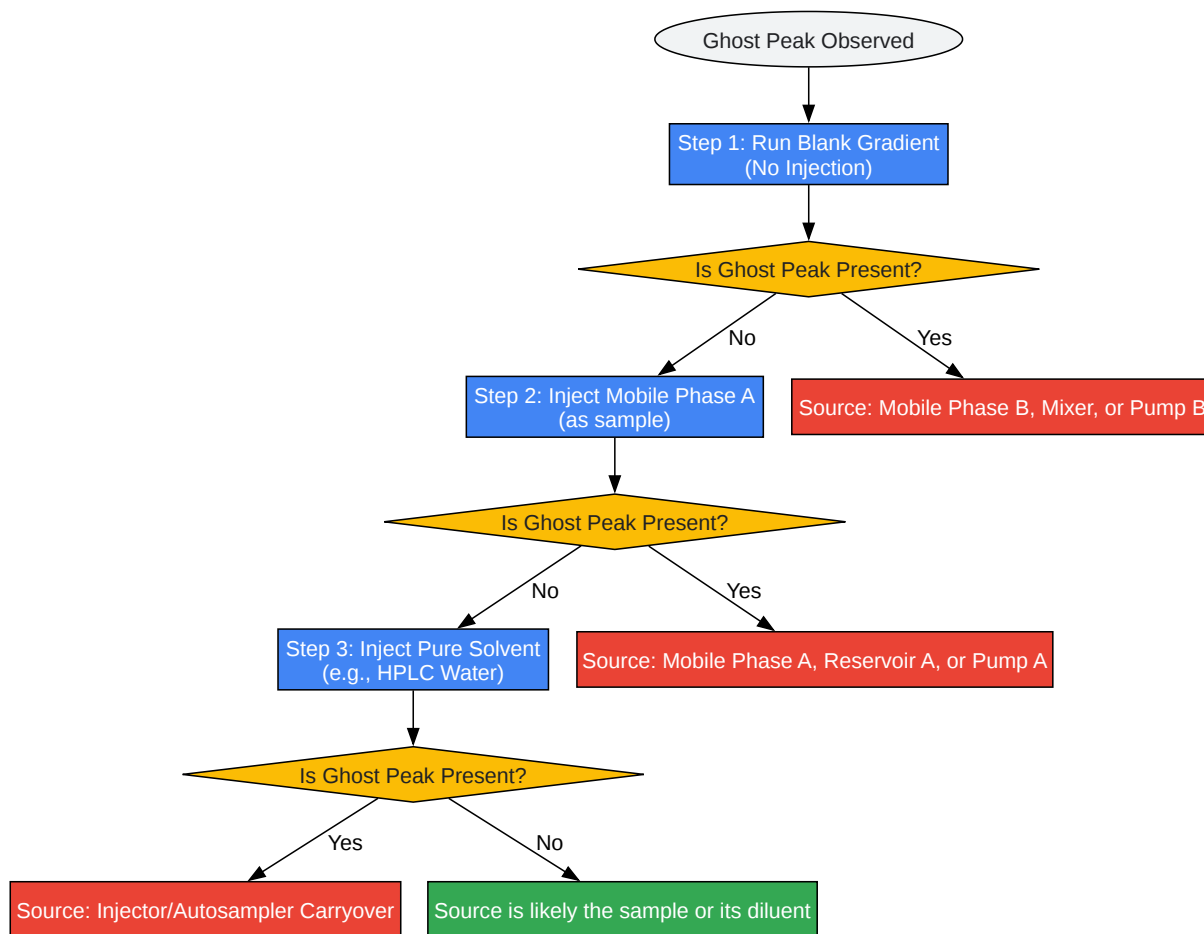 Ghost Peak Observed
Step 1: Run Blank Gradient
(No Injection)
Is Ghost Peak Present?
No
Yes
Step 2: Inject Mobile Phase A
(as sample)
Source: Mobile Phase B, Mixer, or Pump B
Is Ghost Peak Present?
No
Yes
Step 3: Inject Pure Solvent
(e.g., HPLC Water)
Source: Mobile Phase A, Reservoir A, or Pump A
Is Ghost Peak Present?
Yes
No
Source: Injector/Autosampler Carryover
Source is likely the sample or its diluent